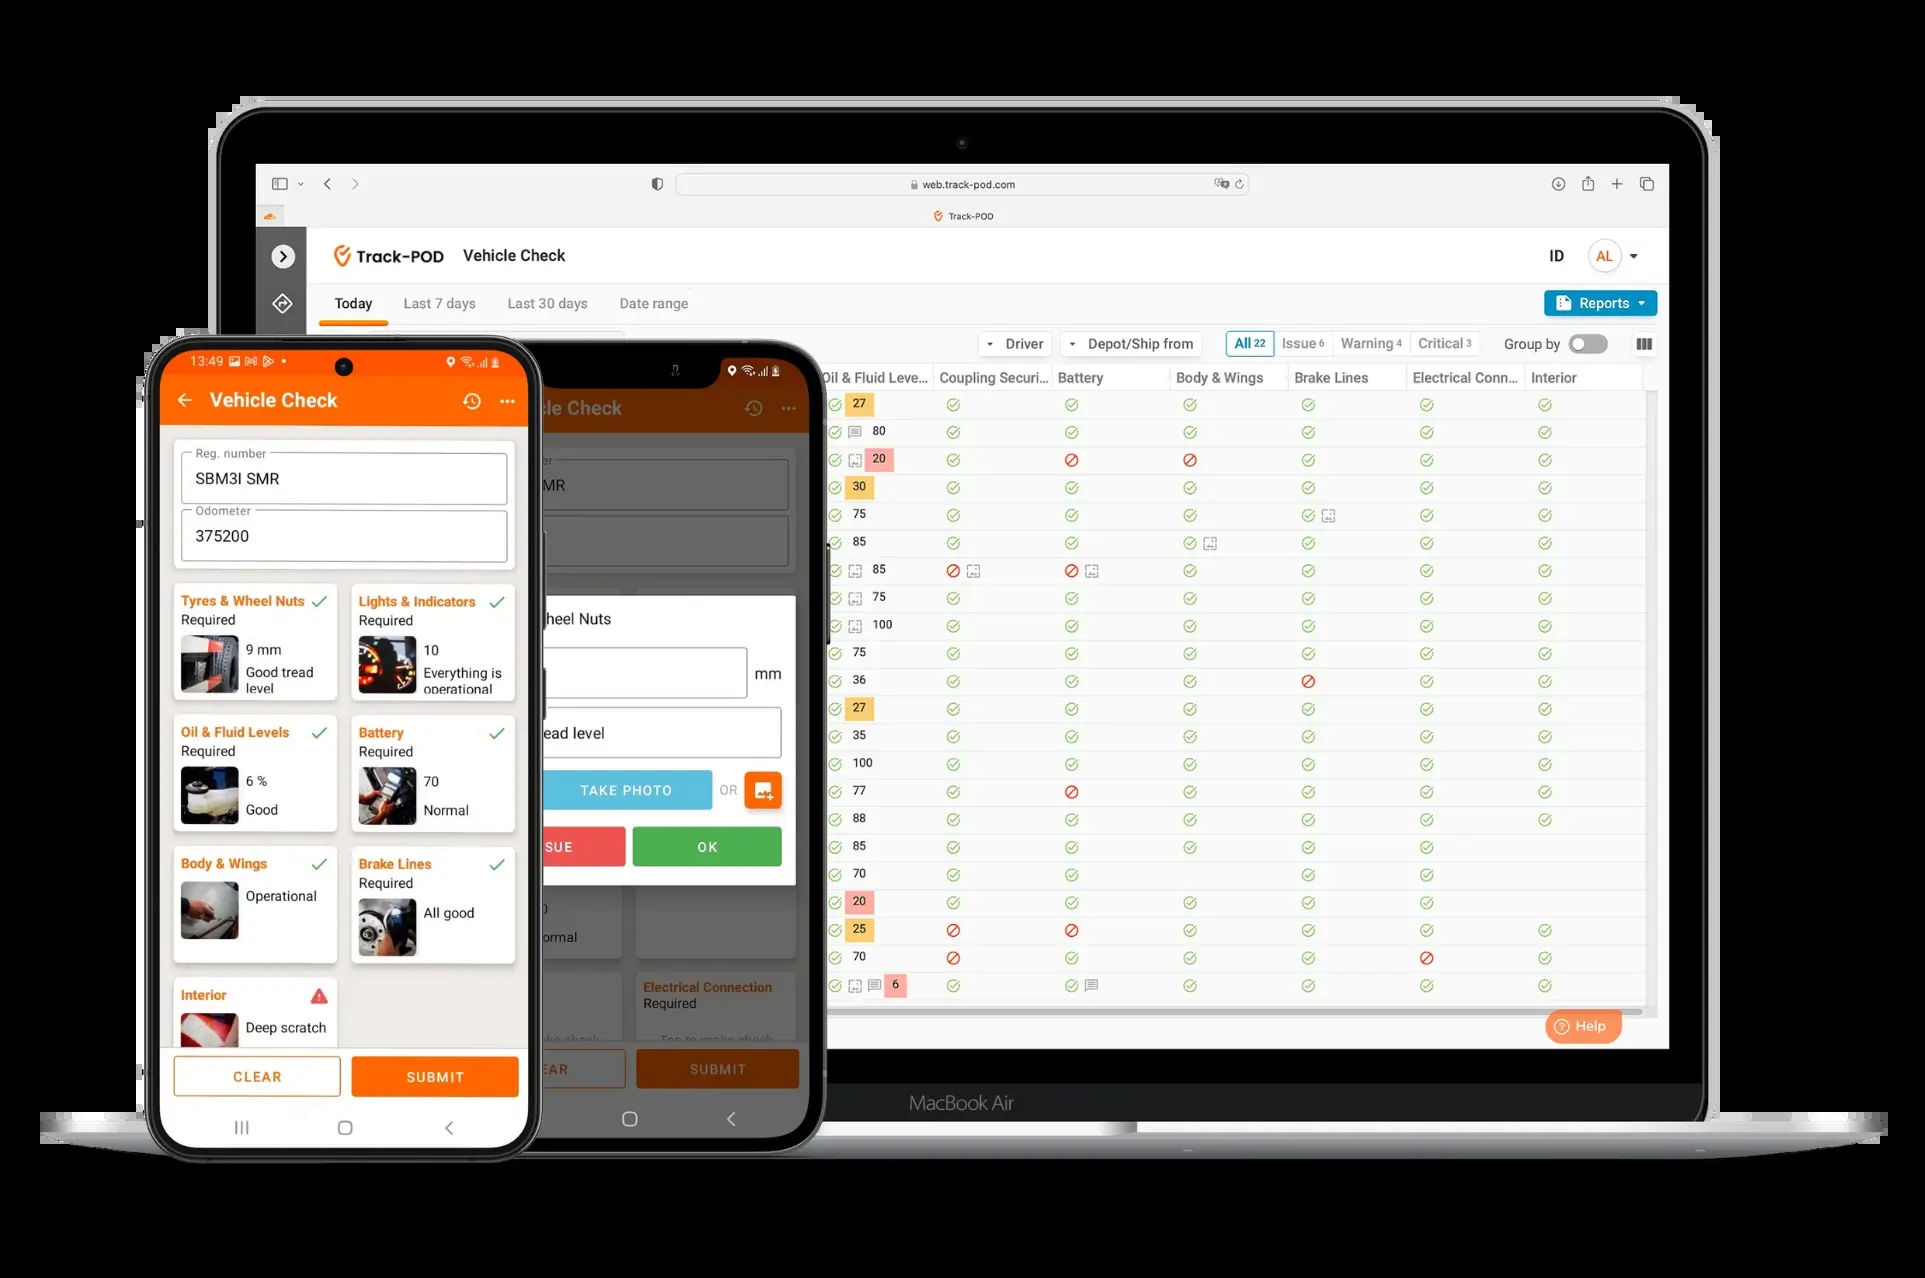 web.track-pod.com
Track-POD
Track-POD Vehicle Check
ID AL
Today Last 7 days Last 30 days Date range
Reports
Driver Depot/Ship from All 22 Issue 6 Warning 4 Critical 3 Group by
Oil & Fluid Leve... Coupling Securi... Battery Body & Wings Brake Lines Electrical Conn... Interior
27
80
20
30
75
85
85
75
100
75
36
27
35
100
77
88
85
70
20
25
70
6
Help
MacBook Air
13:49
Vehicle Check
Reg. number
SBM3I SMR
Odometer
375200
Tyres & Wheel Nuts
Required
9 mm
Good tread
level
Lights & Indicators
Required
10
Everything is
operational
Oil & Fluid Levels
Required
6 %
Good
Battery
Required
70
Normal
Body & Wings
Operational
Brake Lines
Required
All good
Interior
Deep scratch
CLEAR SUBMIT
le Check
er
MR
heel Nuts
mm
ead level
TAKE PHOTO OR
SUE OK
0
ormal
Electrical Connection
Required
Tap to make check
EAR SUBMIT